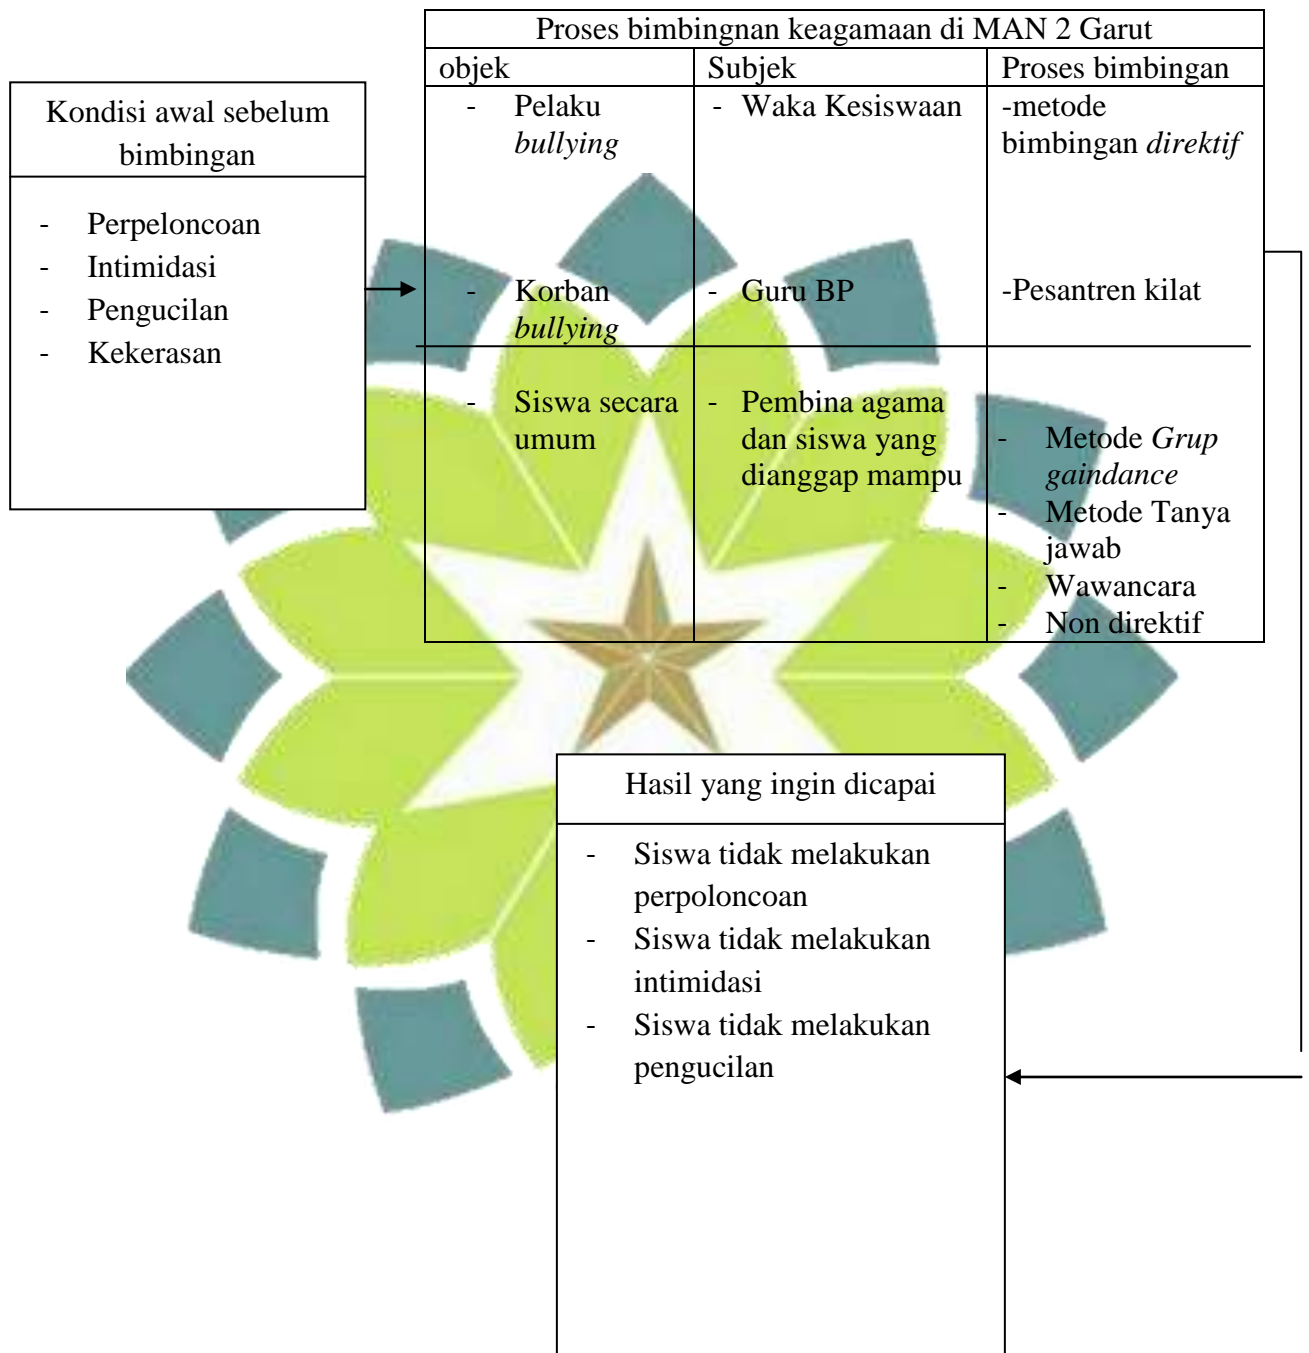 Proses bimbingnan keagamaan di MAN 2 Garut
objek
Subjek
Proses bimbingan
Kondisi awal sebelum
bimbingan
- Perpeloncoan
- Intimidasi
- Pengucilan
- Kekerasan
- Pelaku
bullying
- Waka Kesiswaan
-metode
bimbingan direktif
- Korban
bullying
- Guru BP
-Pesantren kilat
- Siswa secara
umum
- Pembina agama
dan siswa yang
dianggap mampu
- Metode Grup
gaindance
- Metode Tanya
jawab
- Wawancara
- Non direktif
Hasil yang ingin dicapai
- Siswa tidak melakukan
perpoloncoan
- Siswa tidak melakukan
intimidasi
- Siswa tidak melakukan
pengucilan